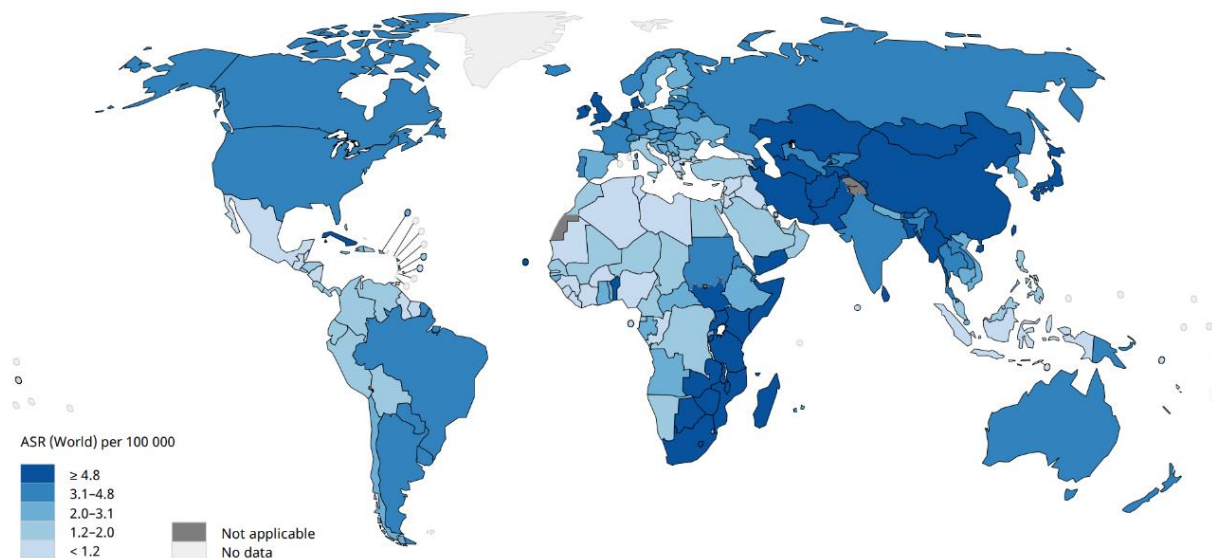 ASR (World) per 100 000
≥ 4.8
3.1–4.8
2.0–3.1
1.2–2.0
< 1.2
Not applicable
No data